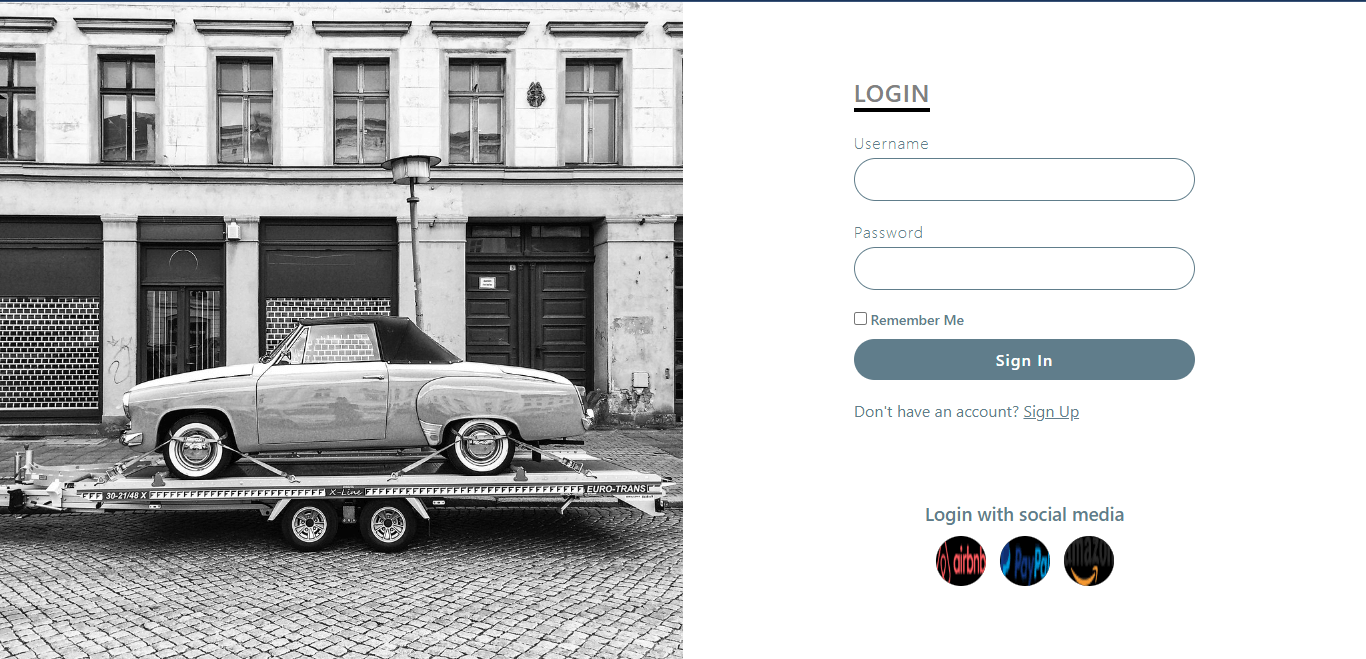 LOGIN
Username
Password
Remember Me
Sign In
Don't have an account? Sign Up
Login with social media
airbnb
PayPal
amazon
30-21/48 X
X-Line
EURO-TRANS